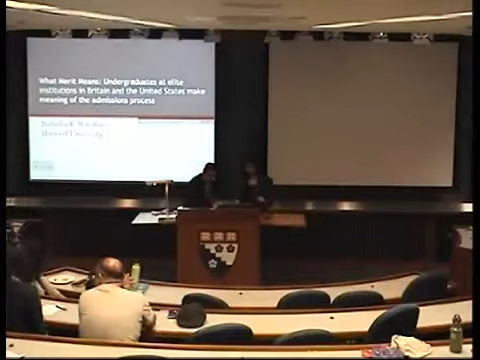 What Merit Means: Undergraduates at elite
institutions in Britain and the United States make
meaning of the admissions process
Harvard University